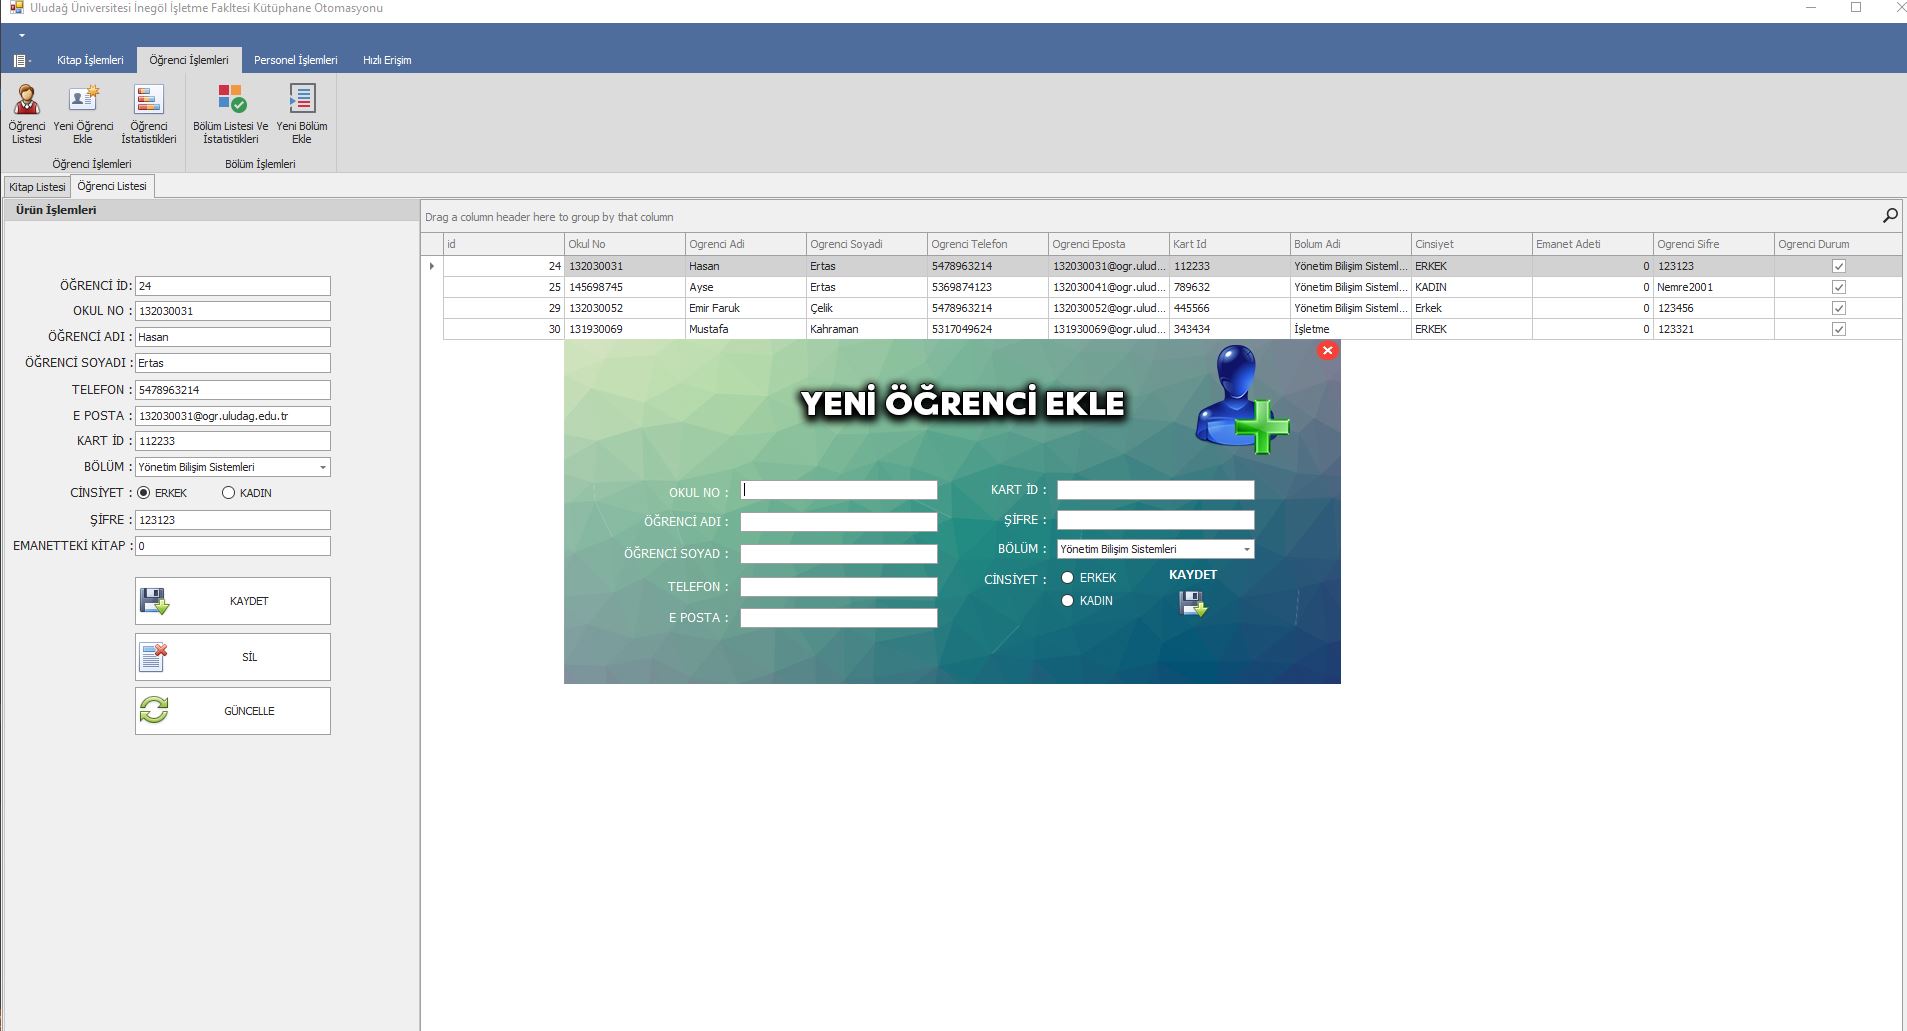 Uludağ Üniversitesi İnegöl İşletme Fakltesi Kütüphane Otomasyonu
Kitap İşlemleri Öğrenci İşlemleri Personel İşlemleri Hızlı Erişim
Öğrenci Listesi
Yeni Öğrenci Ekle
Öğrenci İstatistikleri
Bölüm Listesi Ve İstatistikleri
Yeni Bölüm Ekle
Öğrenci İşlemleri Bölüm İşlemleri
Kitap Listesi Öğrenci Listesi
Ürün İşlemleri
ÖĞRENCİ İD: 24
OKUL NO : 132030031
ÖĞRENCİ ADI : Hasan
ÖĞRENCİ SOYADI : Ertas
TELEFON : 5478963214
E POSTA : 132030031@ogr.uludag.edu.tr
KART İD : 112233
BÖLÜM : Yönetim Bilişim Sistemleri
CİNSİYET : ERKEK KADIN
ŞİFRE : 123123
EMANETTEKİ KİTAP : 0
KAYDET
SİL
GÜNCELLE
Drag a column header here to group by that column
id Okul No Ogrenci Adi Ogrenci Soyadi Ogrenci Telefon Ogrenci Eposta Kart Id Bolum Adi Cinsiyet Emanet Adeti Ogrenci Sifre Ogrenci Durum
24 132030031 Hasan Ertas 5478963214 132030031@ogr.ulud... 112233 Yönetim Bilişim Sisteml... ERKEK 0 123123
25 145698745 Ayse Ertas 5369874123 132030041@ogr.ulud... 789632 Yönetim Bilişim Sisteml... KADIN 0 Nemre2001
29 132030052 Emir Faruk Çelik 5478963214 132030052@ogr.ulud... 445566 Yönetim Bilişim Sisteml... Erkek 0 123456
30 131930069 Mustafa Kahraman 5317049624 131930069@ogr.ulud... 343434 İşletme ERKEK 0 123321
YENİ ÖĞRENCİ EKLE
OKUL NO :
ÖĞRENCİ ADI :
ÖĞRENCİ SOYAD :
TELEFON :
E POSTA :
KART İD :
ŞİFRE :
BÖLÜM : Yönetim Bilişim Sistemleri
CİNSİYET : ERKEK
KADIN
KAYDET